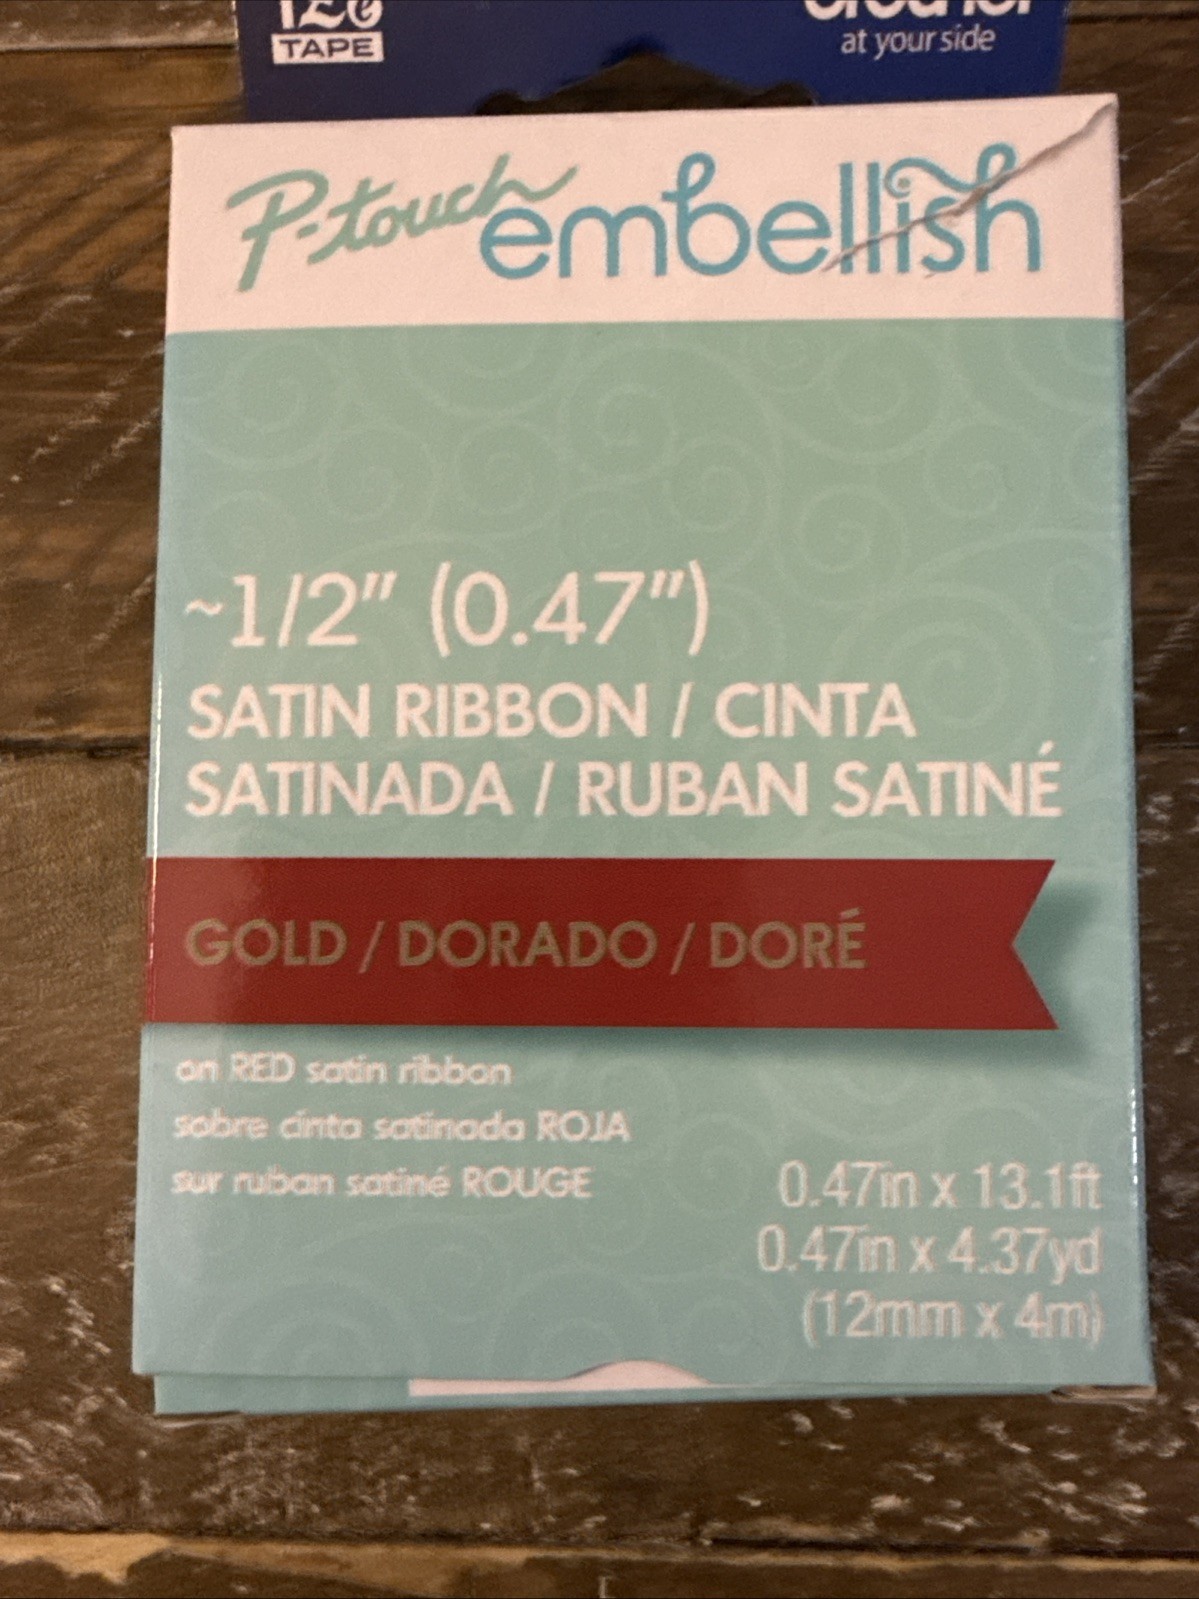 TAPE
at your side
P-touch embellish
~1/2" (0.47")
SATIN RIBBON / CINTA
SATINADA / RUBAN SATINÉ
GOLD / DORADO / DORÉ
on RED satin ribbon
sobre cinta satinada ROJA
sur ruban satiné ROUGE
0.47in x 13.1ft
0.47in x 4.37yd
(12mm x 4m)